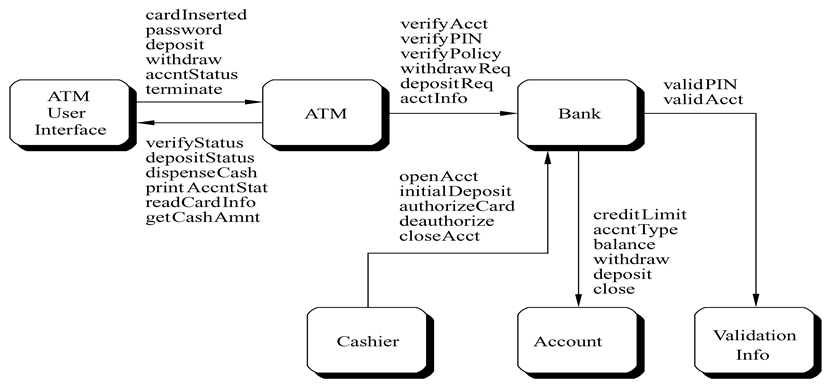 cardInserted
password
deposit
withdraw
accntStatus
terminate
ATM
User
Interface
verifyStatus
depositStatus
dispenseCash
printAccntStat
readCardInfo
getCashAmnt
ATM
verifyAcct
verifyPIN
verifyPolicy
withdrawReq
depositReq
acctInfo
Bank
validPIN
validAcct
openAcct
initialDeposit
authorizeCard
deauthorize
closeAcct
creditLimit
accntType
balance
withdraw
deposit
close
Cashier
Account
Validation
Info